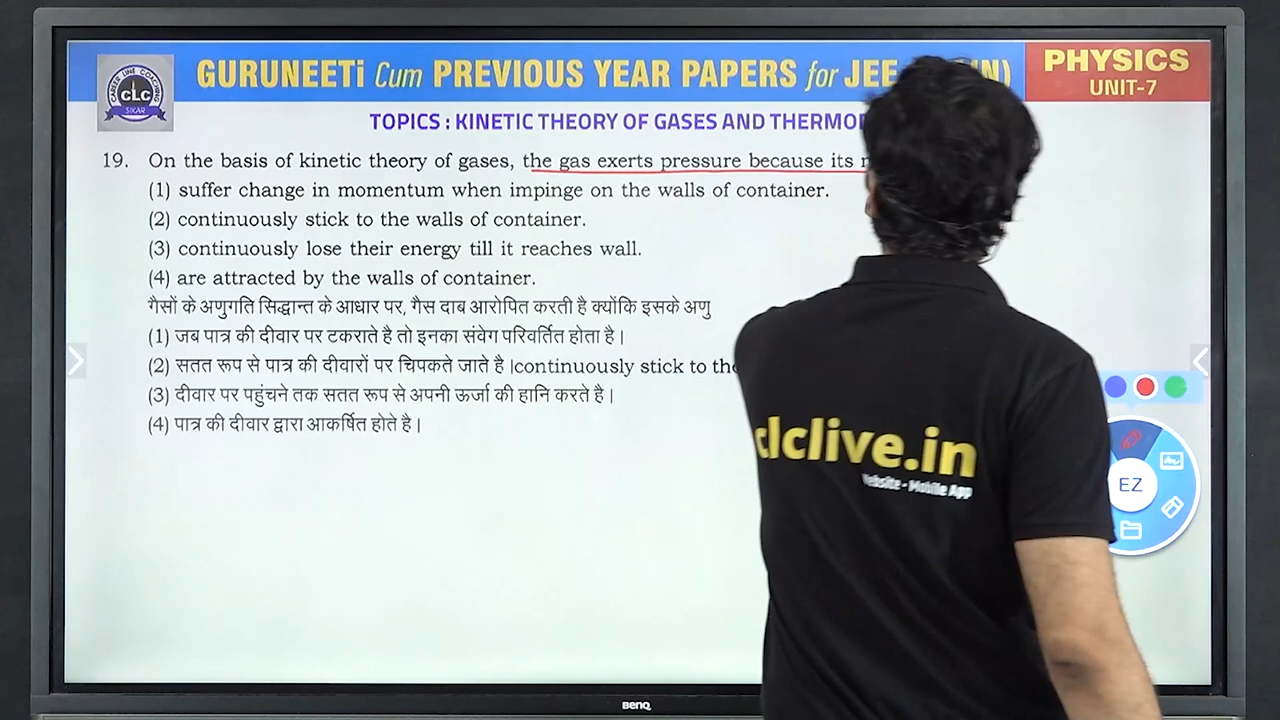 CAREER LINE COACHING
CLC
SIKAR
GURUNEETi Cum PREVIOUS YEAR PAPERS for JEE
PHYSICS
UNIT-7
TOPICS : KINETIC THEORY OF GASES AND
19. On the basis of kinetic theory of gases, the gas exerts pressure because its
(1) suffer change in momentum when impinge on the walls of container.
(2) continuously stick to the walls of container.
(3) continuously lose their energy till it reaches wall.
(4) are attracted by the walls of container.
गैसों के अणुगति सिद्धान्त के आधार पर, गैस दाब आरोपित करती है क्योंकि इसके अणु
(1) जब पात्र की दीवार पर टकराते है तो इनका संवेग परिवर्तित होता है।
(2) सतत रूप से पात्र की दीवारों पर चिपकते जाते है।continuously stick to the
(3) दीवार पर पहुंचने तक सतत रूप से अपनी ऊर्जा की हानि करते है।
(4) पात्र की दीवार द्वारा आकर्षित होते है।
clclive.in
Website - Mobile App
EZ
BenQ